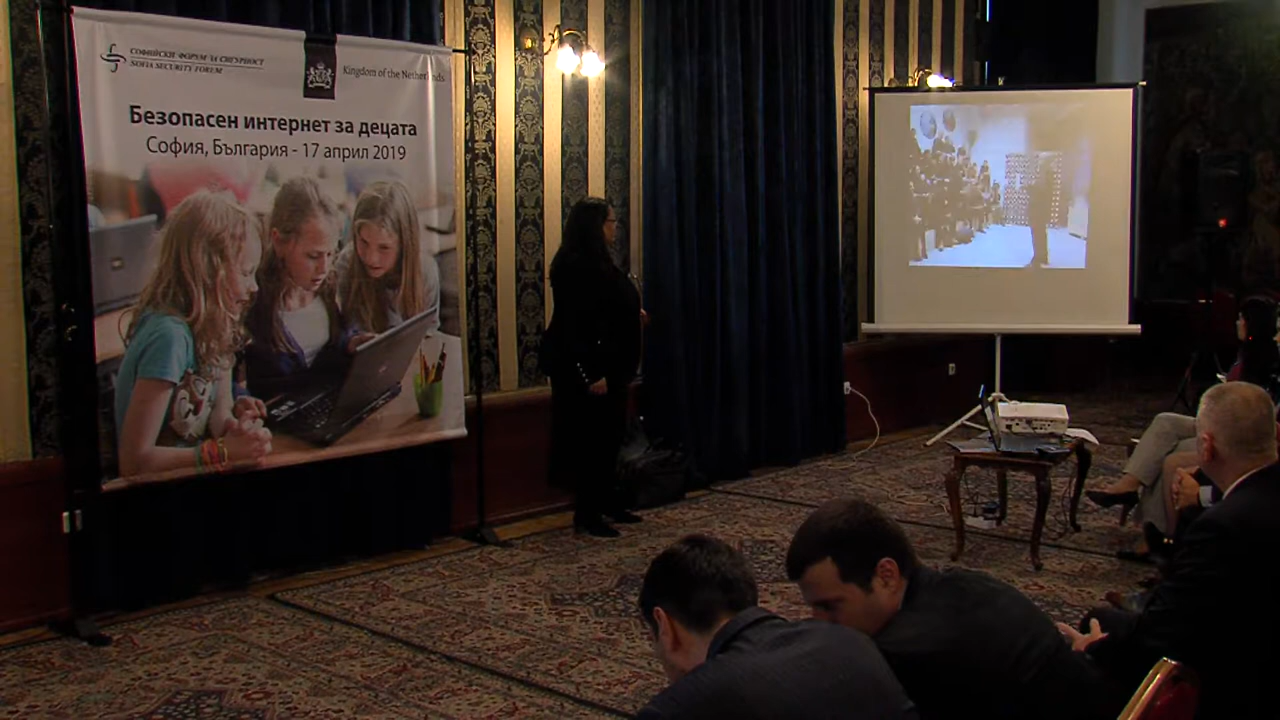 СОФИЙСКИ ФОРУМ ЗА СИГУРНОСТ
SOFIA SECURITY FORUM
Kingdom of the Netherlands
Безопасен интернет за децата
София, България - 17 април 2019